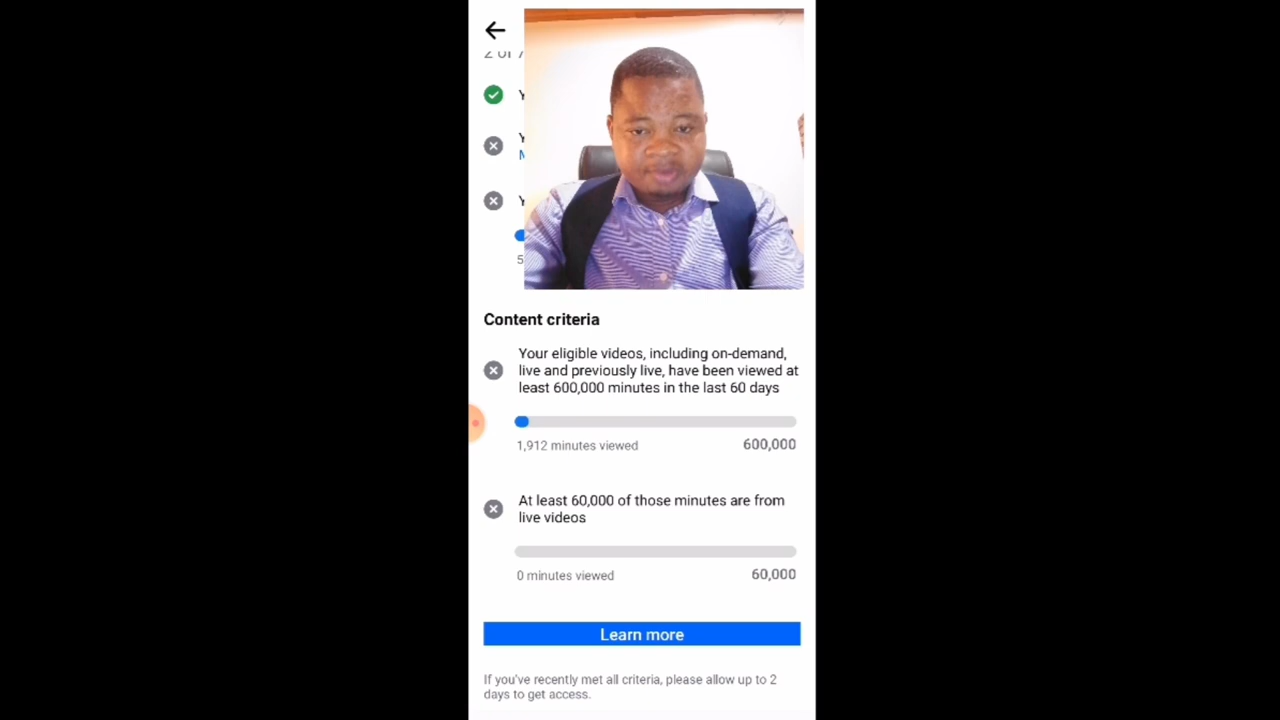 Content criteria
Your eligible videos, including on-demand,
live and previously live, have been viewed at
least 600,000 minutes in the last 60 days
1,912 minutes viewed 600,000
At least 60,000 of those minutes are from
live videos
0 minutes viewed 60,000
Learn more
If you've recently met all criteria, please allow up to 2
days to get access.